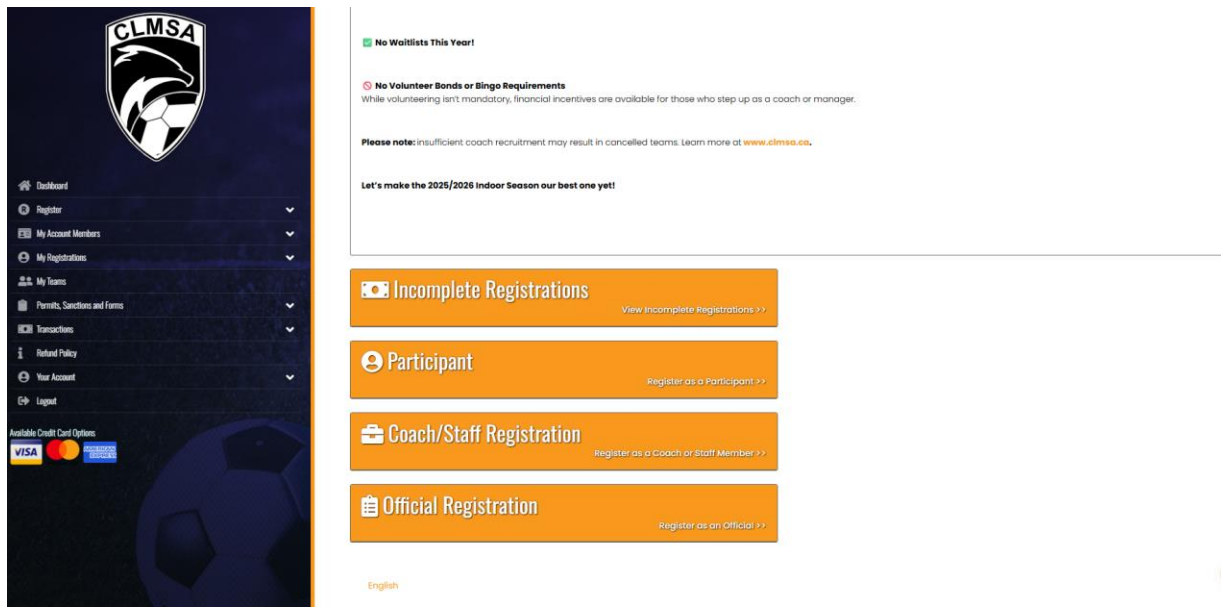 CLMSA
Dashboard
Register
My Account Members
My Registrations
My Teams
Permits, Sanctions and Forms
Transactions
Refund Policy
Your Account
Logout
Available Credit Card Options
VISA
AMERICAN EXPRESS
No Waitlists This Year!
No Volunteer Bonds or Bingo Requirements
While volunteering isn't mandatory, financial incentives are available for those who step up as a coach or manager.
Please note: insufficient coach recruitment may result in cancelled teams. Learn more at www.clmsa.ca.
Let's make the 2025/2026 Indoor Season our best one yet!
Incomplete Registrations
View Incomplete Registrations >>
Participant
Register as a Participant >>
Coach/Staff Registration
Register as a Coach or Staff Member >>
Official Registration
Register as an Official >>
English